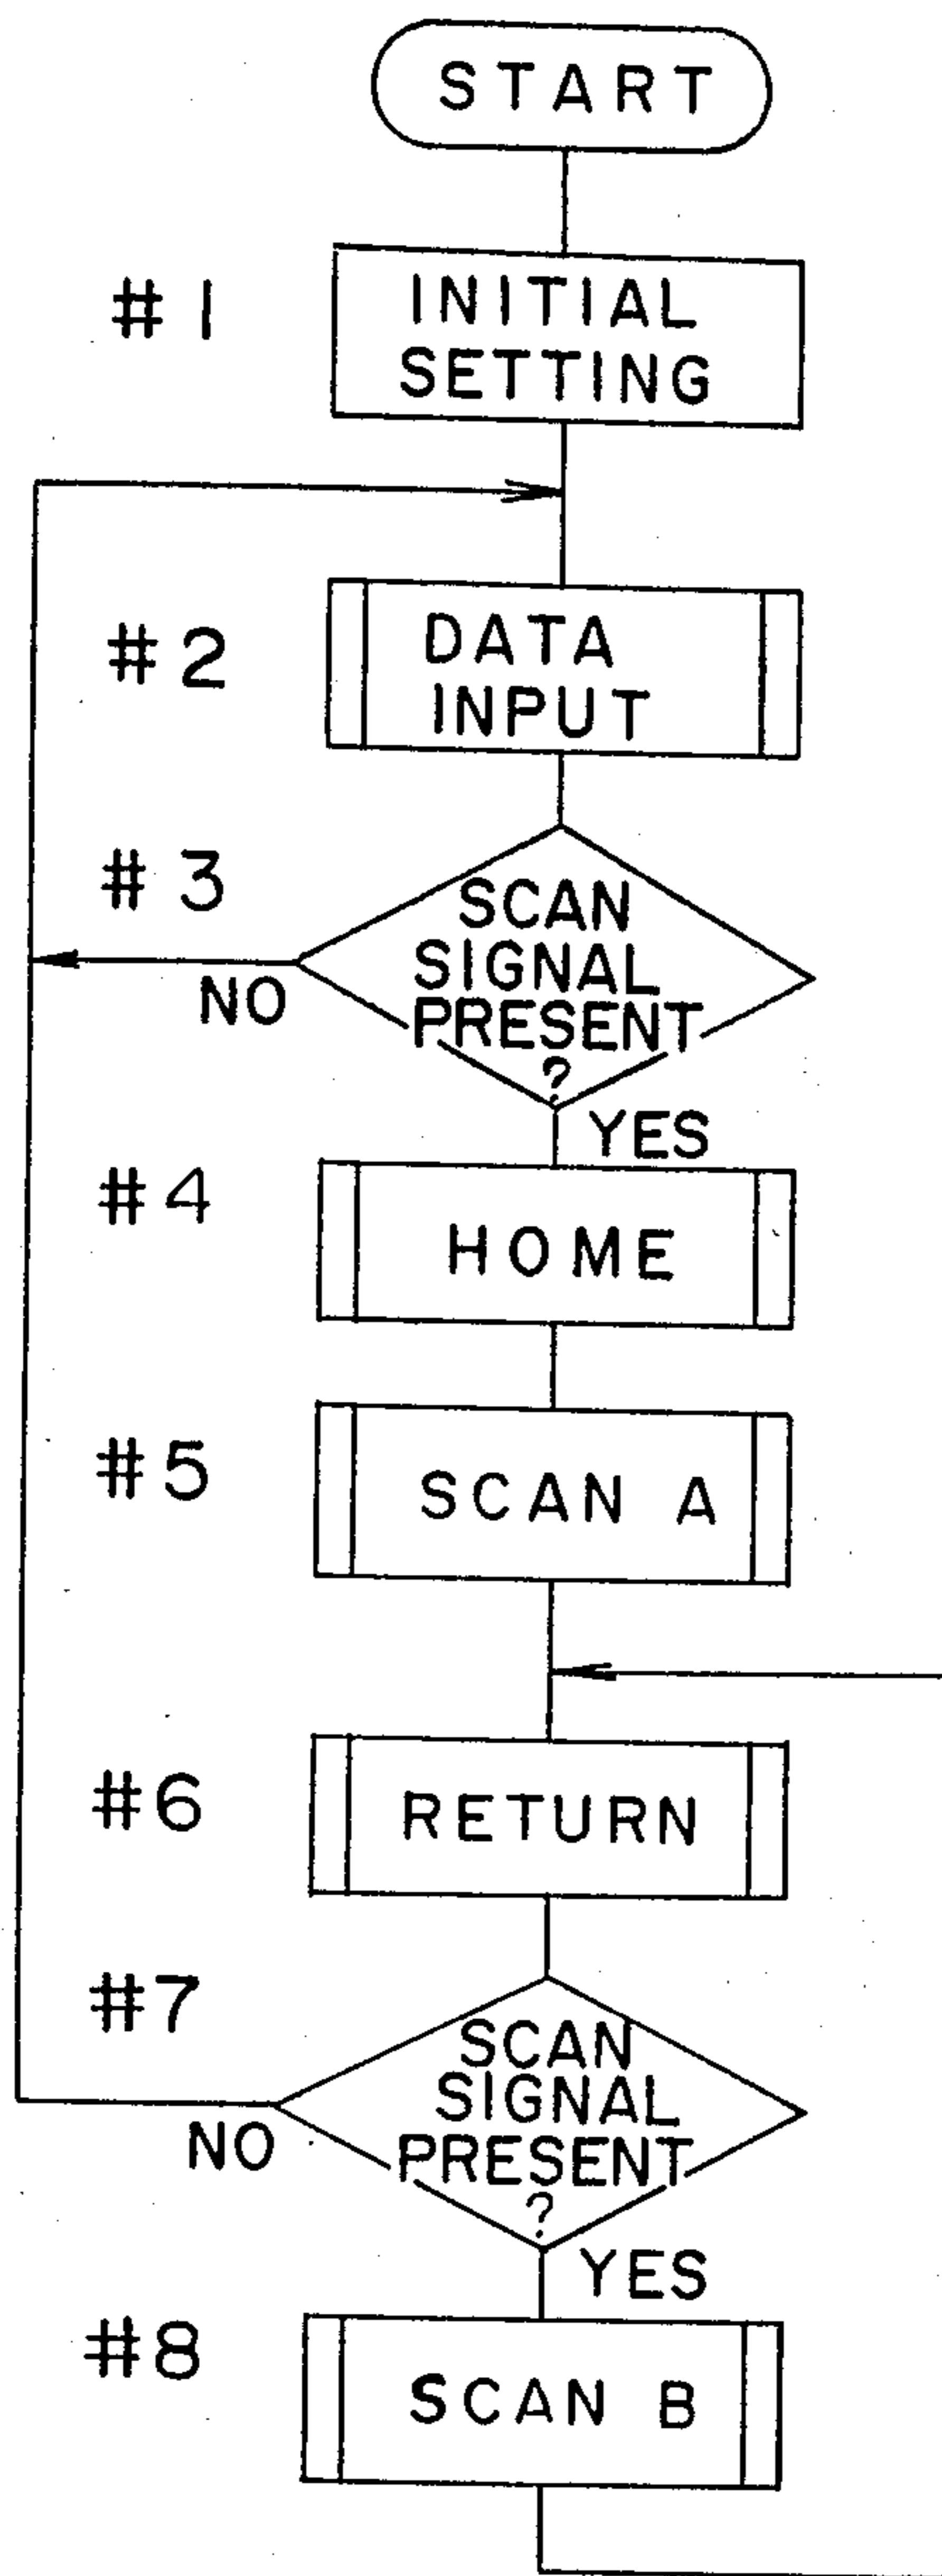 START
#1
INITIAL
SETTING
#2
DATA
INPUT
#3
SCAN
SIGNAL
PRESENT
?
NO
YES
#4
HOME
#5
SCAN A
#6
RETURN
#7
SCAN
SIGNAL
PRESENT
?
NO
YES
#8
SCAN B